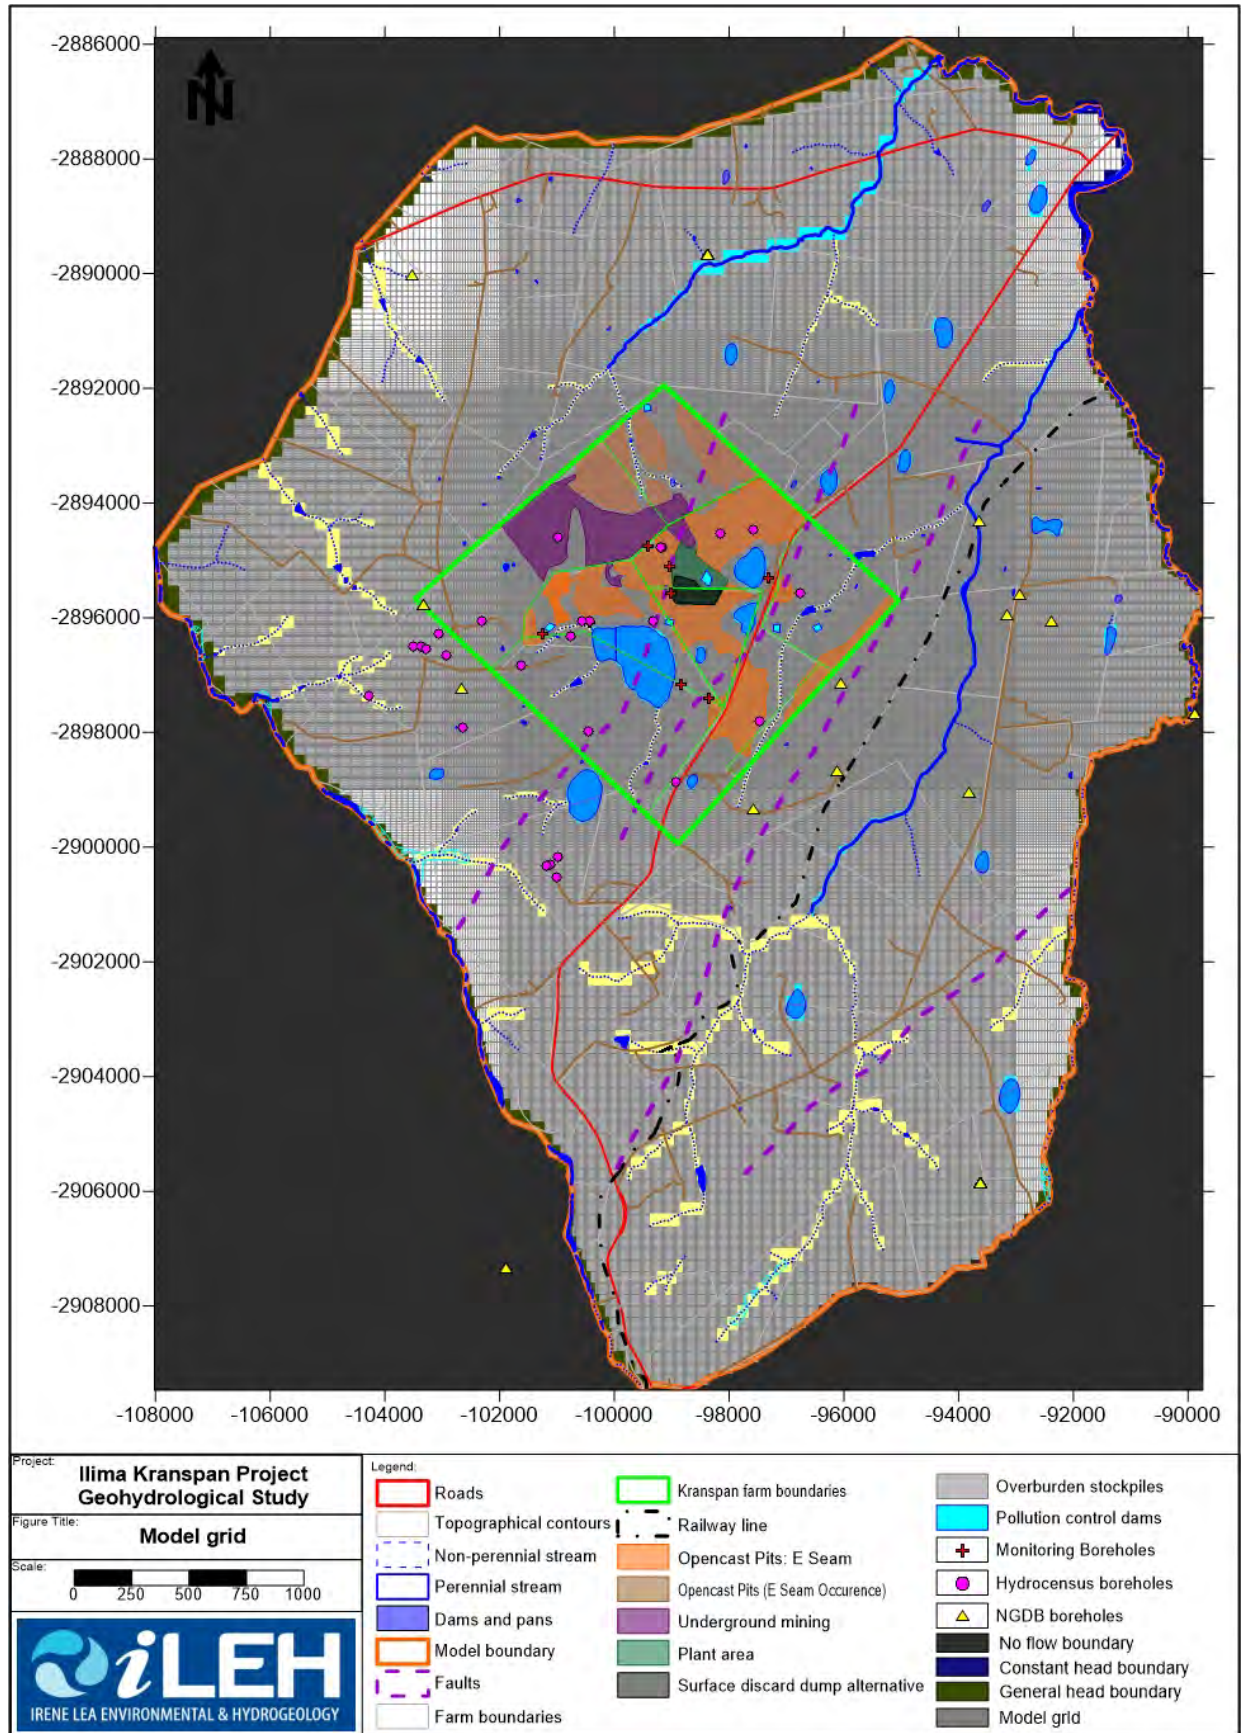 -2886000
-2888000
-2890000
-2892000
-2894000
-2896000
-2898000
-2900000
-2902000
-2904000
-2906000
-2908000
N
-108000 -106000 -104000 -102000 -100000 -98000 -96000 -94000 -92000 -90000
Project:
Ilima Kranspan Project
Geohydrological Study
Figure Title:
Model grid
Scale:
0 250 500 750 1000
iLEH
IRENE LEA ENVIRONMENTAL & HYDROGEOLOGY
Legend:
Roads
Topographical contours
Non-perennial stream
Perennial stream
Dams and pans
Model boundary
Faults
Farm boundaries
Kranspan farm boundaries
Railway line
Opencast Pits: E Seam
Opencast Pits (E Seam Occurence)
Underground mining
Plant area
Surface discard dump alternative
Overburden stockpiles
Pollution control dams
Monitoring Boreholes
Hydrocensus boreholes
NGDB boreholes
No flow boundary
Constant head boundary
General head boundary
Model grid